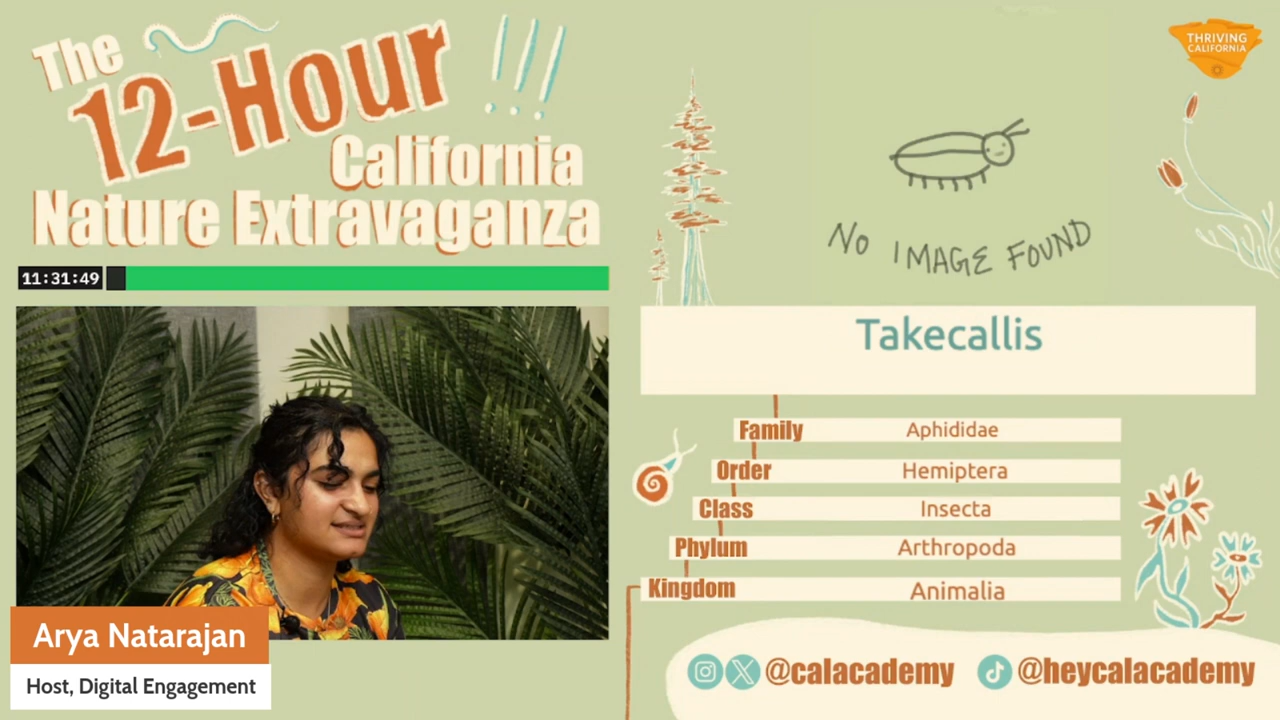 The
12-Hour
!!!
California
Nature Extravaganza
11:31:49
THRIVING
CALIFORNIA
NO IMAGE FOUND
Takecallis
Family Aphididae
Order Hemiptera
Class Insecta
Phylum Arthropoda
Kingdom Animalia
Arya Natarajan
Host, Digital Engagement
@calacademy @heycalacademy